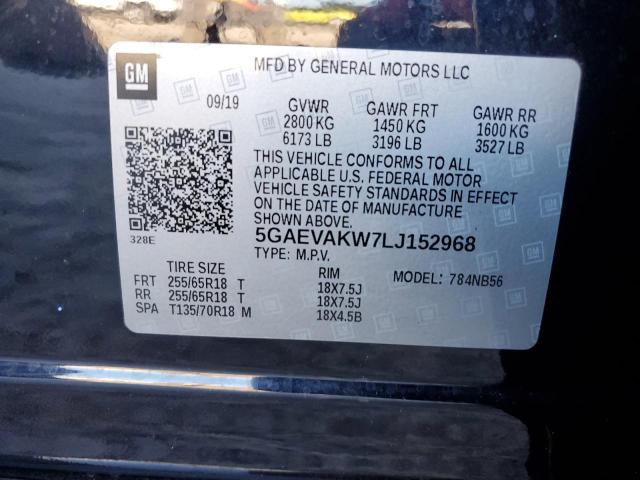 GM
MFD BY GENERAL MOTORS LLC
09/19 GVWR GAWR FRT GAWR RR
2800 KG 1450 KG 1600 KG
6173 LB 3196 LB 3527 LB
THIS VEHICLE CONFORMS TO ALL
APPLICABLE U.S. FEDERAL MOTOR
VEHICLE SAFETY STANDARDS IN EFFECT
ON THE DATE OF MANUFACTURE
SHOWN ABOVE.
328E
5GAEVAKW7LJ152968
TYPE: M.P.V.
TIRE SIZE RIM MODEL: 784NB56
FRT 255/65R18 T 18X7.5J
RR 255/65R18 T 18X7.5J
SPA T135/70R18 M 18X4.5B